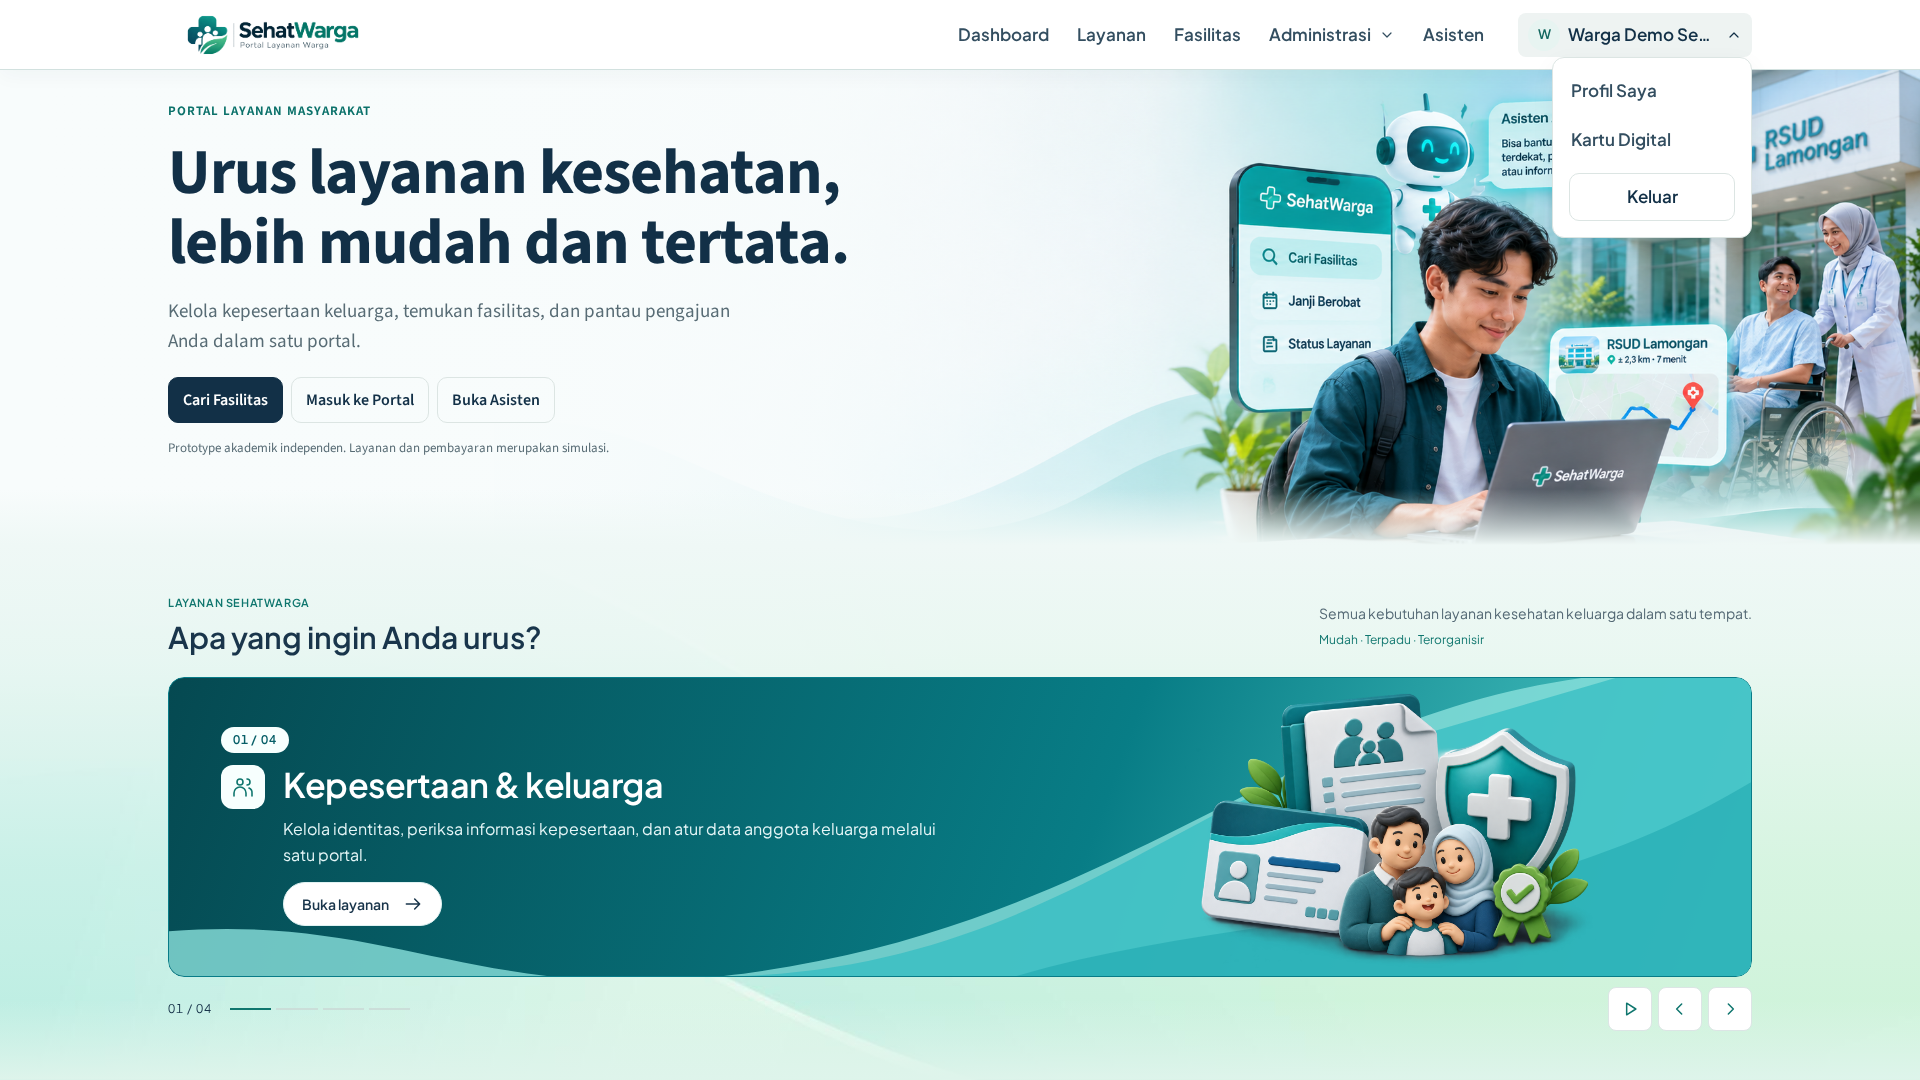 SehatWarga
Portal Layanan Warga
Dashboard
Layanan
Fasilitas
Administrasi
Asisten
W
Warga Demo Se...
Profil Saya
Kartu Digital
Keluar
PORTAL LAYANAN MASYARAKAT
Urus layanan kesehatan,
lebih mudah dan tertata.
Kelola kepesertaan keluarga, temukan fasilitas, dan pantau pengajuan
Anda dalam satu portal.
Cari Fasilitas
Masuk ke Portal
Buka Asisten
Prototype akademik independen. Layanan dan pembayaran merupakan simulasi.
Asisten
Bisa bantu
terdekat,
atau inform
RSUD
Lamongan
SehatWarga
Cari Fasilitas
Janji Berobat
Status Layanan
RSUD Lamongan
± 2,3 km · 7 menit
SehatWarga
LAYANAN SEHATWARGA
Apa yang ingin Anda urus?
Semua kebutuhan layanan kesehatan keluarga dalam satu tempat.
Mudah · Terpadu · Terorganisir
01 / 04
Kepesertaan & keluarga
Kelola identitas, periksa informasi kepesertaan, dan atur data anggota keluarga melalui
satu portal.
Buka layanan
01 / 04